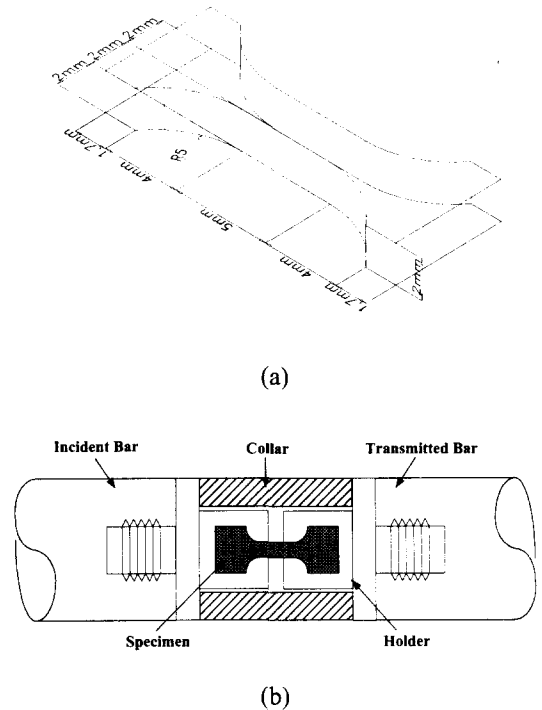 2mm 2mm 2mm
1,7mm 4mm R5 5mm 4mm 1,7mm
2mm
(a)
Incident Bar Collar Transmitted Bar
Specimen Holder
(b)